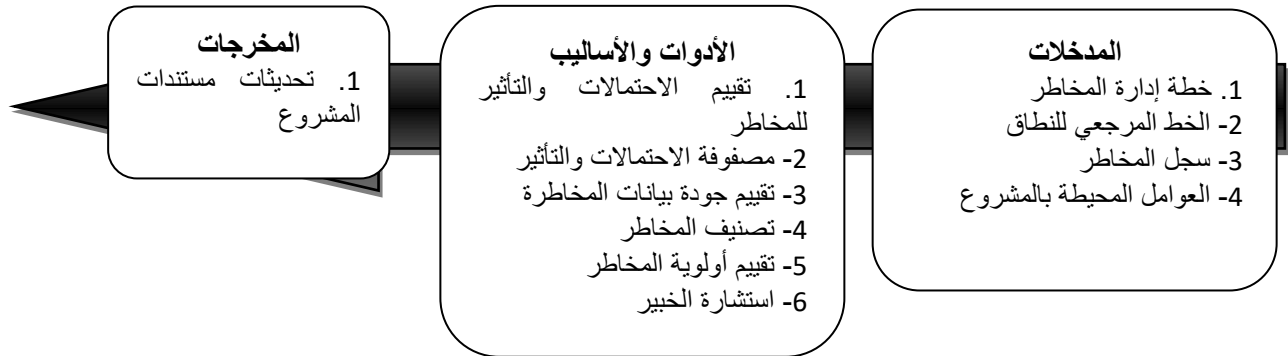 المدخلات
1. خطة إدارة المخاطر
2- الخط المرجعي للنطاق
3- سجل المخاطر
4- العوامل المحيطة بالمشروع
الأدوات والأساليب
1. تقييم الاحتمالات والتأثير
للمخاطر
2- مصفوفة الاحتمالات والتأثير
3- تقييم جودة بيانات المخاطرة
4- تصنيف المخاطر
5- تقييم أولوية المخاطر
6- استشارة الخبير
المخرجات
1. تحديثات مستندات
المشروع